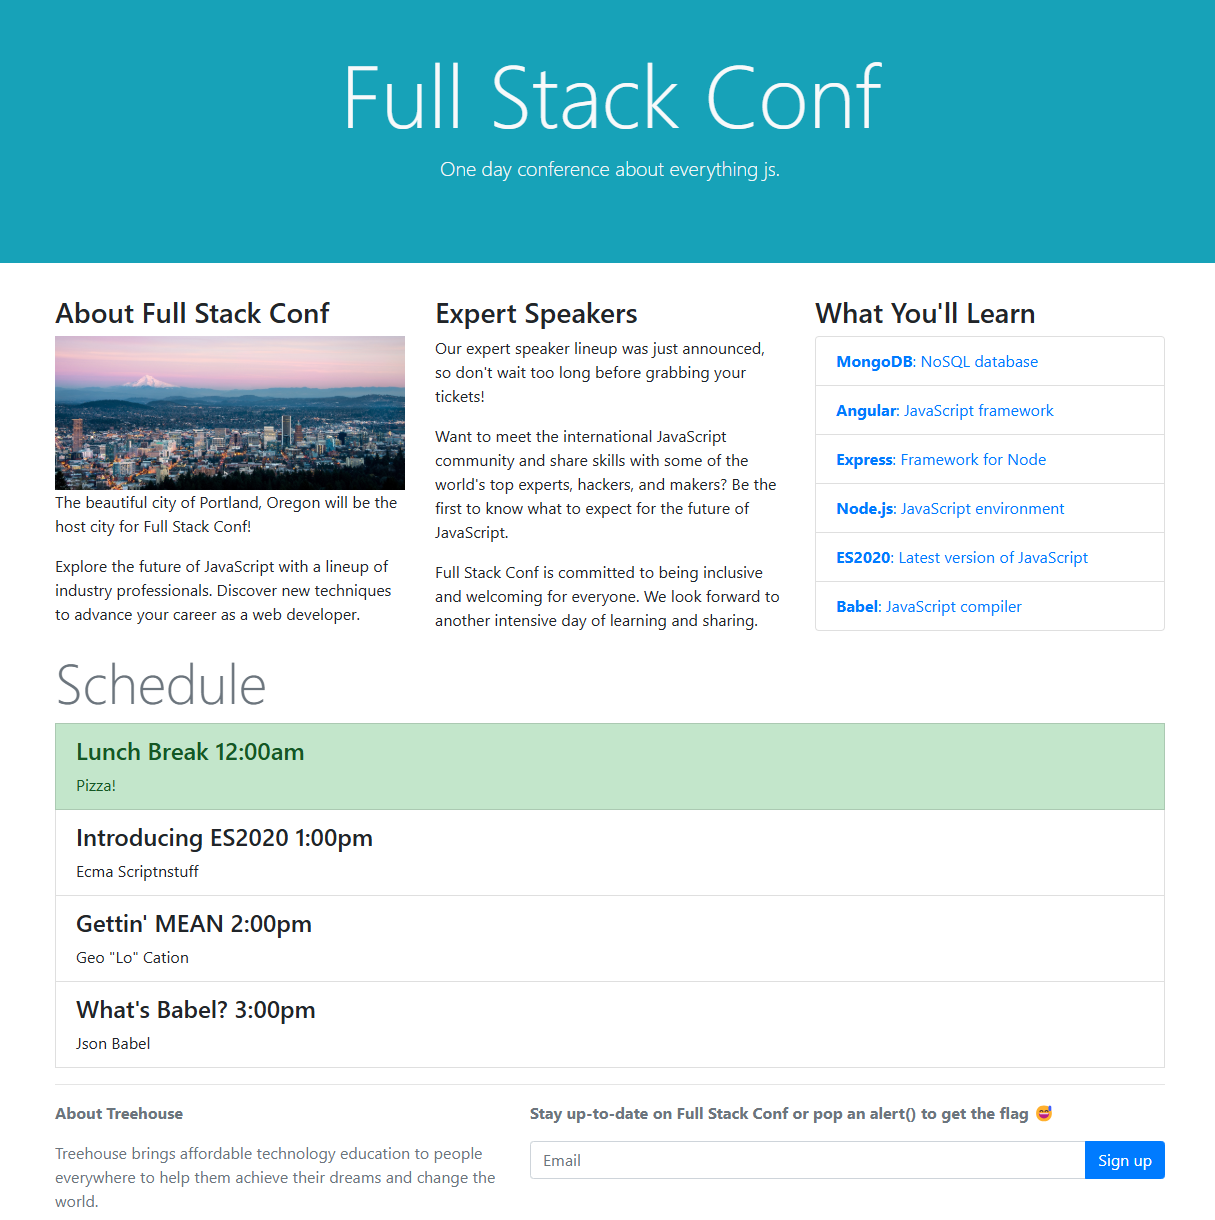 Full Stack Conf
One day conference about everything js.
About Full Stack Conf
The beautiful city of Portland, Oregon will be the
host city for Full Stack Conf!
Explore the future of JavaScript with a lineup of
industry professionals. Discover new techniques
to advance your career as a web developer.
Expert Speakers
Our expert speaker lineup was just announced,
so don't wait too long before grabbing your
tickets!
Want to meet the international JavaScript
community and share skills with some of the
world's top experts, hackers, and makers? Be the
first to know what to expect for the future of
JavaScript.
Full Stack Conf is committed to being inclusive
and welcoming for everyone. We look forward to
another intensive day of learning and sharing.
What You'll Learn
MongoDB: NoSQL database
Angular: JavaScript framework
Express: Framework for Node
Node.js: JavaScript environment
ES2020: Latest version of JavaScript
Babel: JavaScript compiler
Schedule
Lunch Break 12:00am
Pizza!
Introducing ES2020 1:00pm
Ecma Scriptnstuff
Gettin' MEAN 2:00pm
Geo "Lo" Cation
What's Babel? 3:00pm
Json Babel
About Treehouse
Treehouse brings affordable technology education to people
everywhere to help them achieve their dreams and change the
world.
Stay up-to-date on Full Stack Conf or pop an alert() to get the flag 😅
Email
Sign up